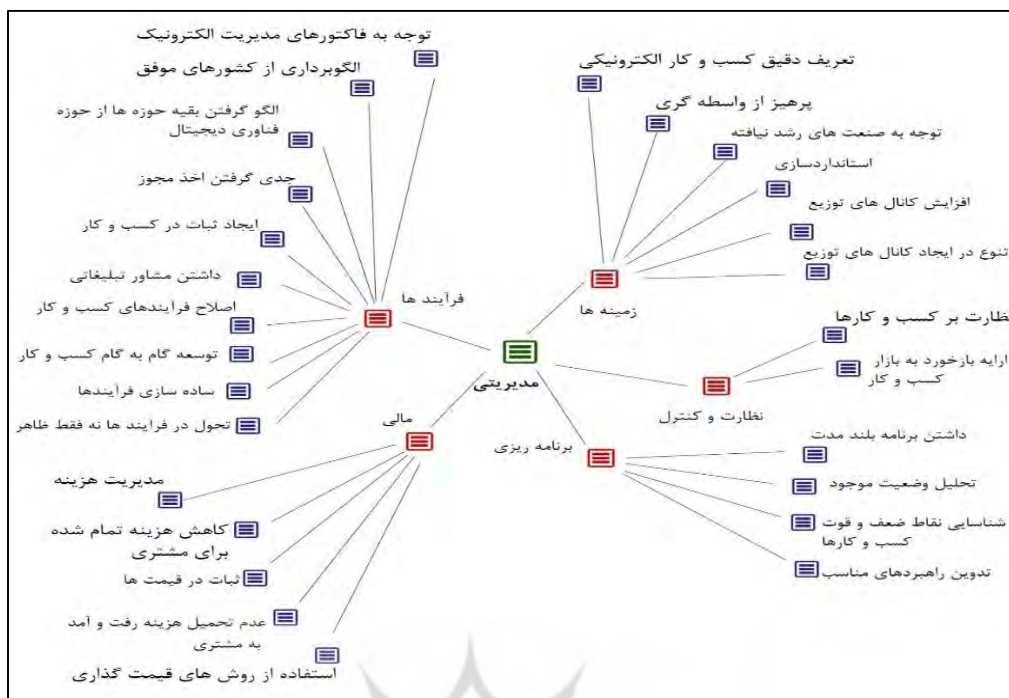 توجه به فاکتورهای مدیریت الکترونیک
الگوبرداری از کشورهای موفق
الگو گرفتن بقیه حوزه ها از حوزه
فناوری دیجیتال
جدی گرفتن اخذ مجوز
ایجاد ثبات در کسب و کار
داشتن مشاور تبلیغاتی
اصلاح فرآیندهای کسب و کار
توسعه گام به گام کسب و کار
ساده سازی فرآیندها
تحول در فرایند ها نه فقط ظاهر
فرآیند ها
تعریف دقیق کسب و کار الکترونیکی
پرهیز از واسطه گری
توجه به صنعت های رشد نیافته
استانداردسازی
افزایش کانال های توزیع
تنوع در ایجاد کانال های توزیع
زمینه ها
مدیریتی
نظارت بر کسب و کارها
ارایه بازخورد به بازار
کسب و کار
نظارت و کنترل
برنامه ریزی
داشتن برنامه بلند مدت
تحلیل وضعیت موجود
شناسایی نقاط ضعف و قوت
کسب و کارها
تدوین راهبردهای مناسب
مالی
مدیریت هزینه
کاهش هزینه تمام شده
برای مشتری
ثبات در قیمت ها
عدم تحمیل هزینه رفت و آمد
به مشتری
استفاده از روش های قیمت گذاری